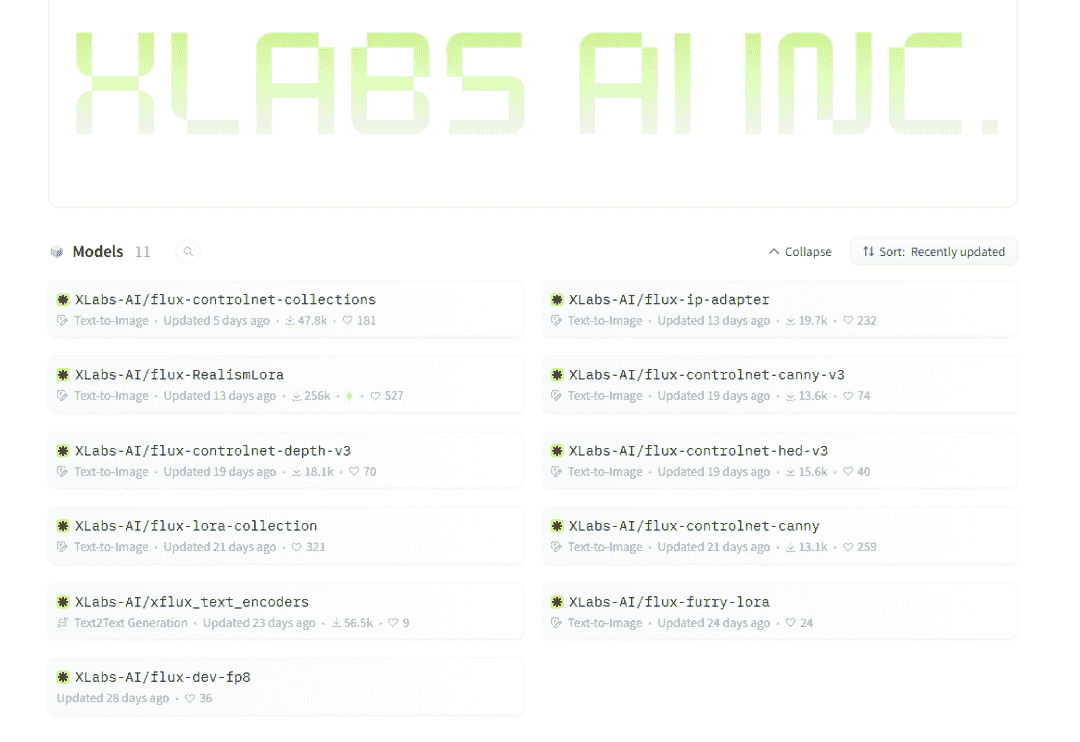 XLABS AI INC.
Models 11
Collapse
Sort: Recently updated
XLabs-AI/flux-controlnet-collections
Text-to-Image • Updated 5 days ago • 47.8k • 181
XLabs-AI/flux-ip-adapter
Text-to-Image • Updated 13 days ago • 19.7k • 232
XLabs-AI/flux-RealismLora
Text-to-Image • Updated 13 days ago • 256k • • 527
XLabs-AI/flux-controlnet-canny-v3
Text-to-Image • Updated 19 days ago • 13.6k • 74
XLabs-AI/flux-controlnet-depth-v3
Text-to-Image • Updated 19 days ago • 18.1k • 70
XLabs-AI/flux-controlnet-hed-v3
Text-to-Image • Updated 19 days ago • 15.6k • 40
XLabs-AI/flux-lora-collection
Text-to-Image • Updated 21 days ago • 321
XLabs-AI/flux-controlnet-canny
Text-to-Image • Updated 21 days ago • 13.1k • 259
XLabs-AI/xflux_text_encoders
Text2Text Generation • Updated 23 days ago • 56.5k • 9
XLabs-AI/flux-furry-lora
Text-to-Image • Updated 24 days ago • 24
XLabs-AI/flux-dev-fp8
Updated 28 days ago • 36